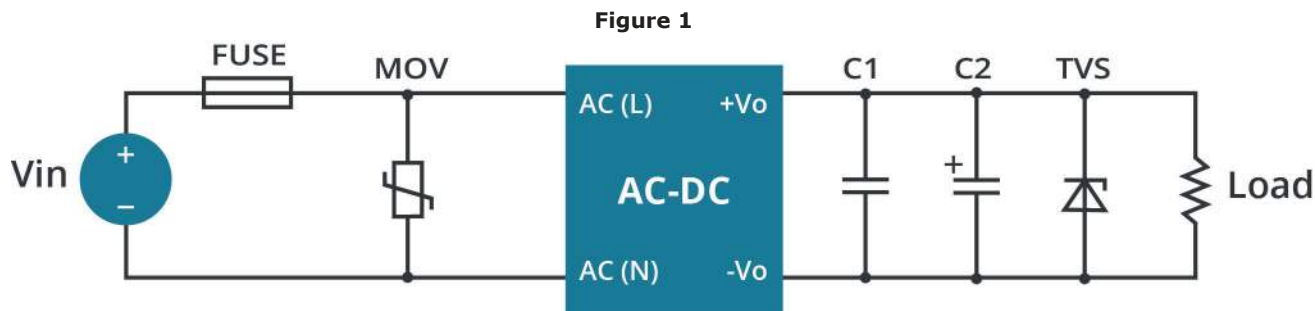 Figure 1
FUSE
MOV
C1
C2
TVS
AC (L)
+Vo
Vin
+
−
AC-DC
+
Load
AC (N)
-Vo